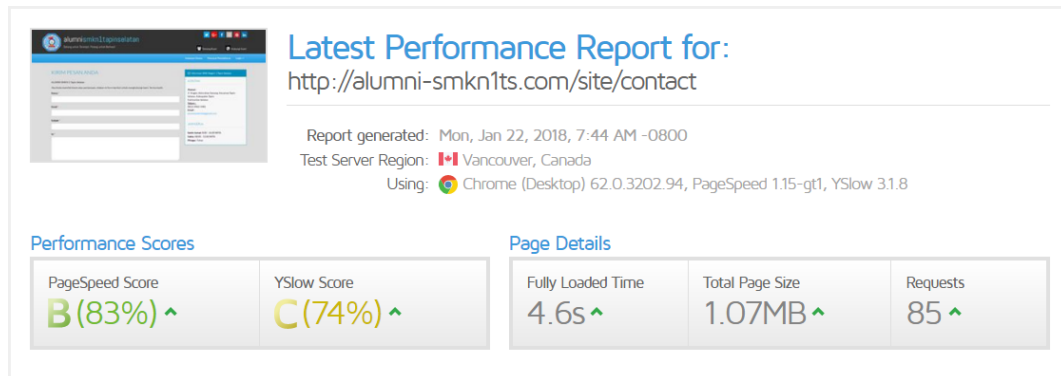 alumnismkn1tapinselatan
Latest Performance Report for:
http://alumni-smkn1ts.com/site/contact
Report generated: Mon, Jan 22, 2018, 7:44 AM -0800
Test Server Region: Vancouver, Canada
Using: Chrome (Desktop) 62.0.3202.94, PageSpeed 1.15-gt1, YSlow 3.1.8
Performance Scores
Page Details
PageSpeed Score
YSlow Score
B (83%)
C (74%)
Fully Loaded Time
Total Page Size
Requests
4.6s
1.07MB
85